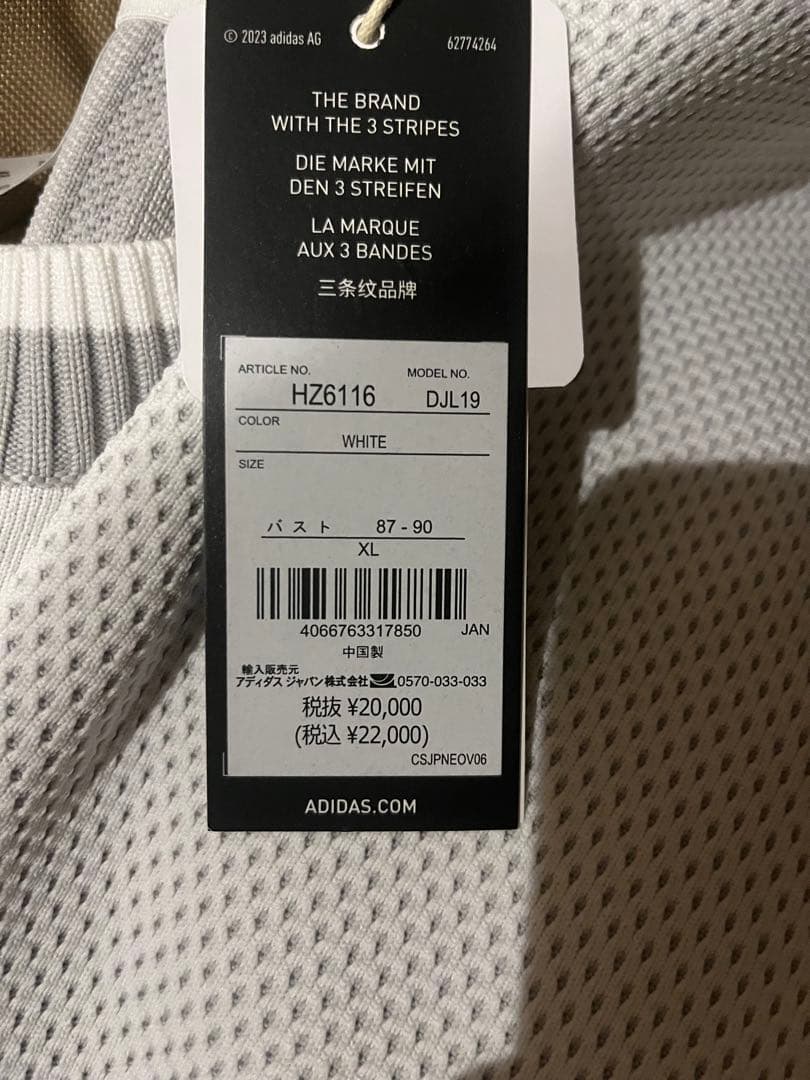 © 2023 adidas AG
62774264
THE BRAND
WITH THE 3 STRIPES
DIE MARKE MIT
DEN 3 STREIFEN
LA MARQUE
AUX 3 BANDES
三条纹品牌
ARTICLE NO.
MODEL NO.
HZ6116
DJL19
COLOR
WHITE
SIZE
バスト 87 - 90
XL
4066763317850 JAN
中国製
輸入販売元
アディダス ジャパン株式会社 0570-033-033
税抜 ¥20,000
(税込 ¥22,000)
CSJPNEOV06
ADIDAS.COM